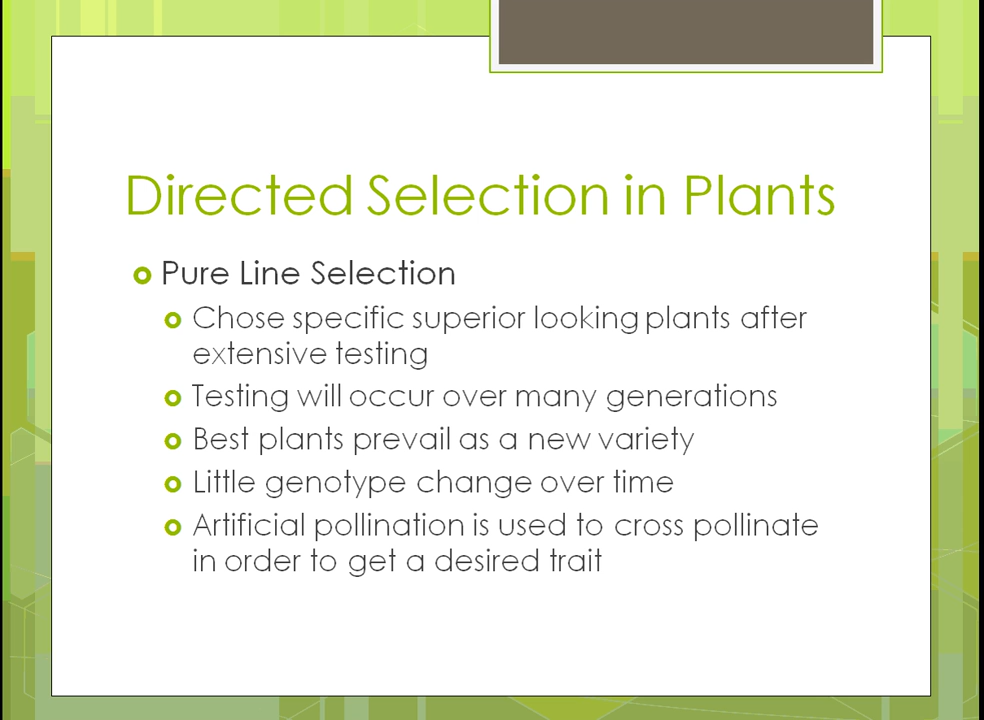 Directed Selection in Plants
Pure Line Selection
Chose specific superior looking plants after
extensive testing
Testing will occur over many generations
Best plants prevail as a new variety
Little genotype change over time
Artificial pollination is used to cross pollinate
in order to get a desired trait